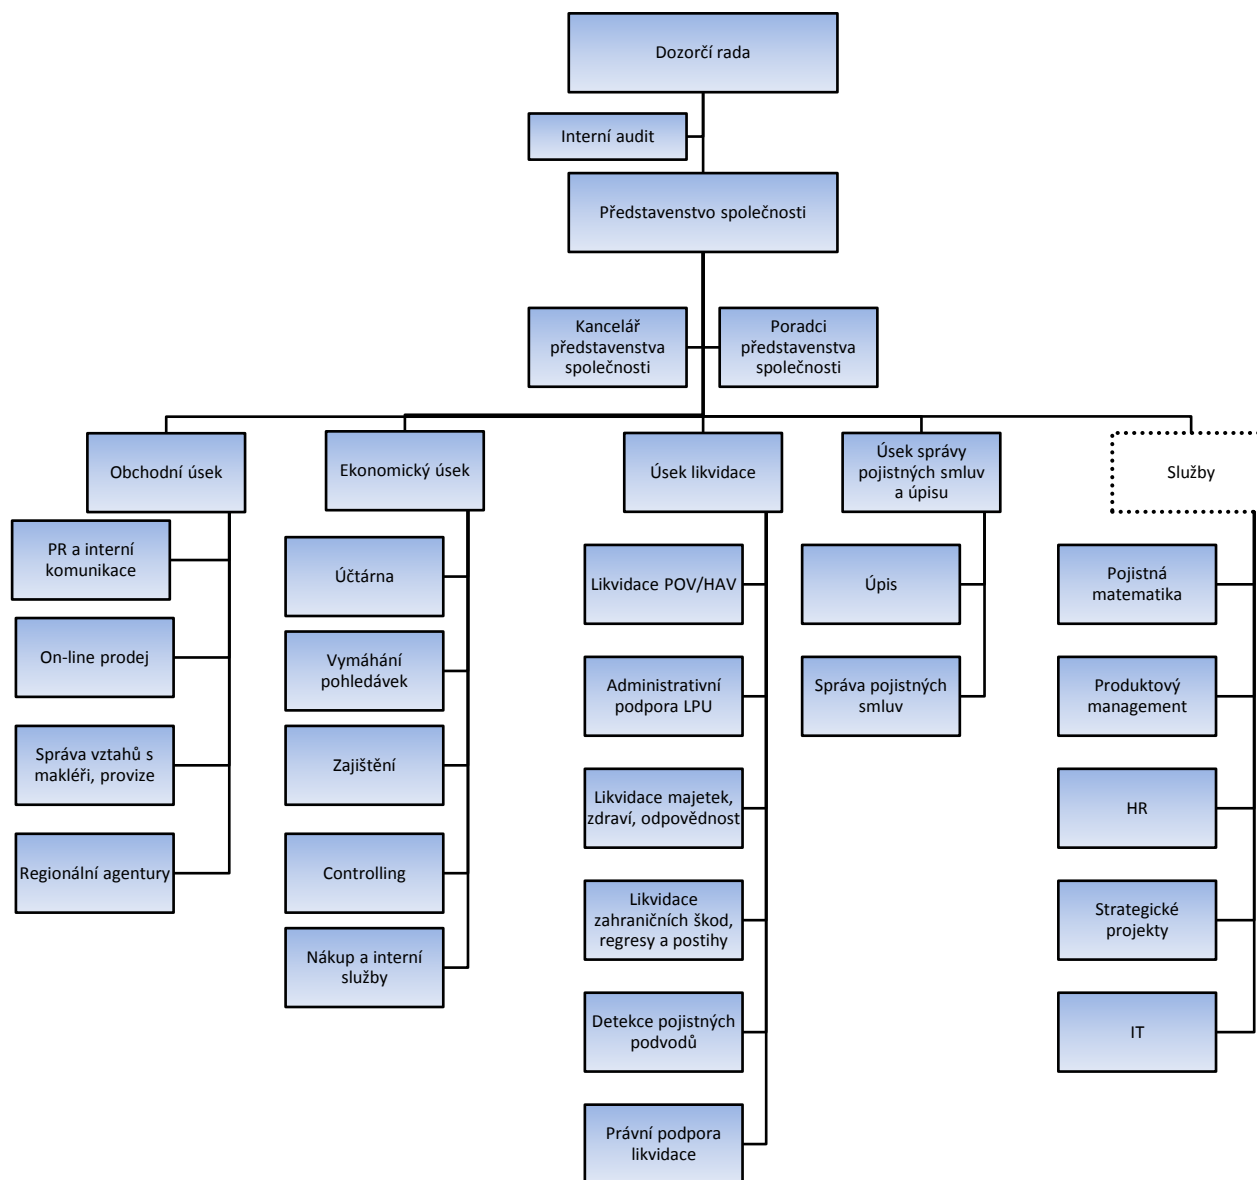 Dozorčí rada
Interní audit
Představenstvo společnosti
Kancelář
představenstva
společnosti
Poradci
představenstva
společnosti
Obchodní úsek
PR a interní
komunikace
On-line prodej
Správa vztahů s
makléři, provize
Regionální agentury
Ekonomický úsek
Účtárna
Vymáhání
pohledávek
Zajištění
Controlling
Nákup a interní
služby
Úsek likvidace
Likvidace POV/HAV
Administrativní
podpora LPU
Likvidace majetek,
zdraví, odpovědnost
Likvidace
zahraničních škod,
regresy a postihy
Detekce pojistných
podvodů
Právní podpora
likvidace
Úsek správy
pojistných smluv
a úpisu
Úpis
Správa pojistných
smluv
Služby
Pojistná
matematika
Produktový
management
HR
Strategické
projekty
IT